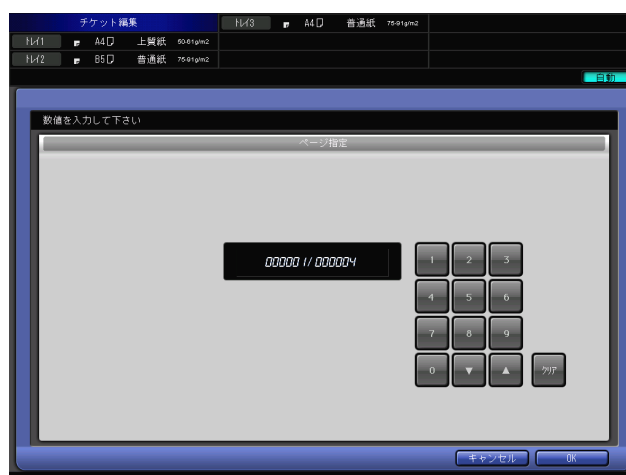 チケット編集 トレイ3 A4 普通紙 75-91g/m2
トレイ1 A4 上質紙 50-61g/m2
トレイ2 B5 普通紙 75-91g/m2
自動
数値を入力して下さい
ページ指定
000001/000004
1 2 3
4 5 6
7 8 9
0 ▼ ▲ クリア
キャンセル OK